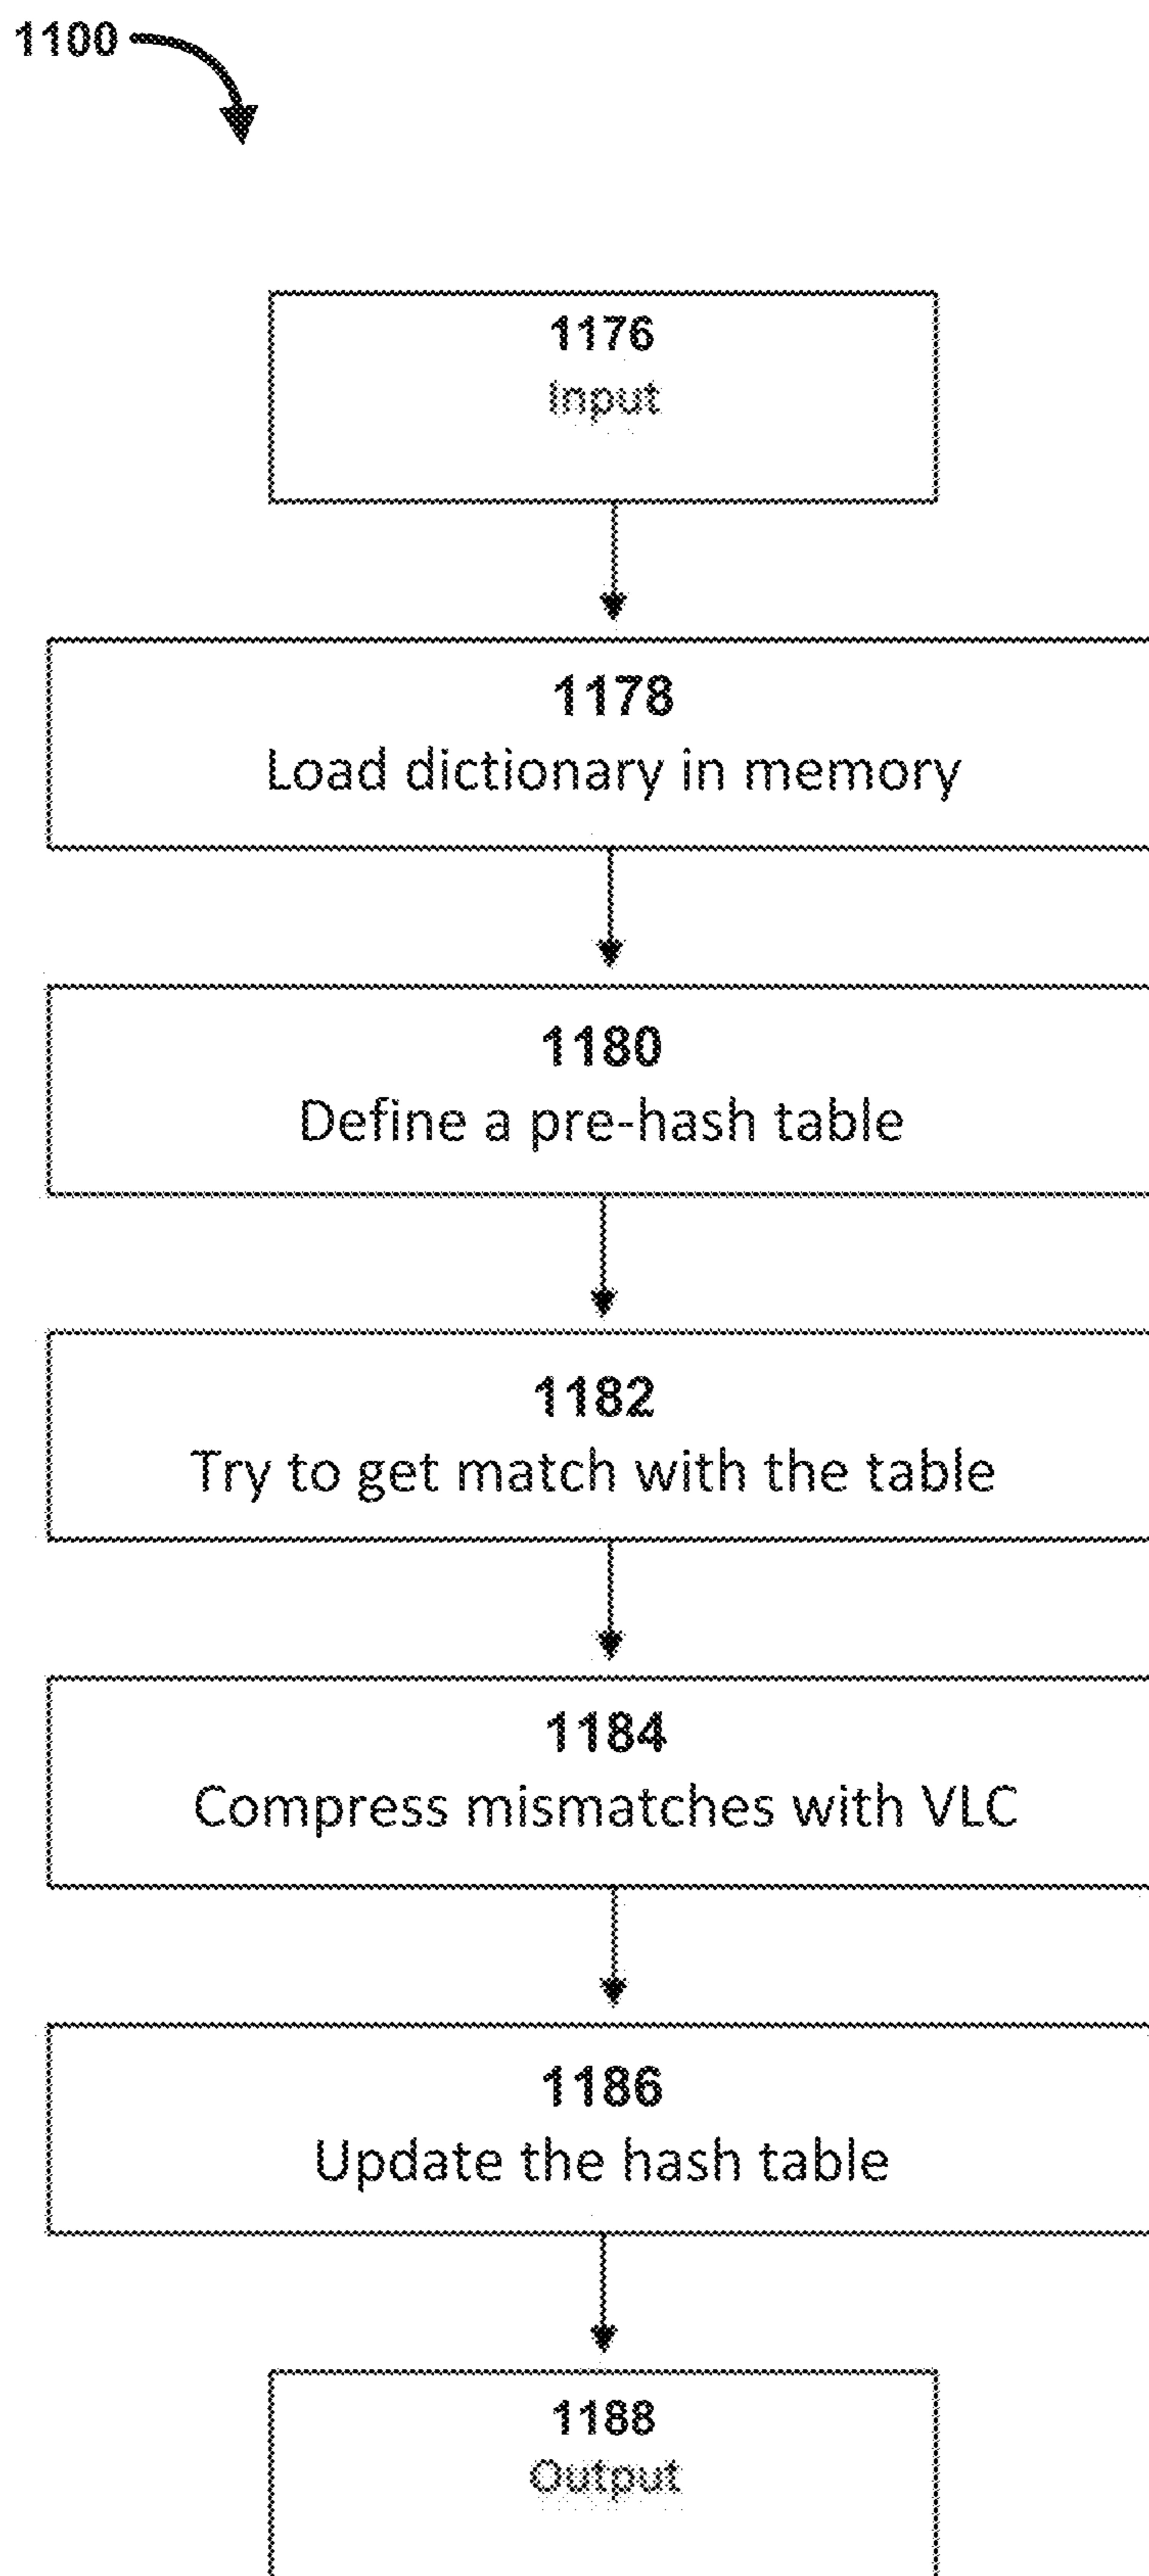 1100
1176
Input
1178
Load dictionary in memory
1180
Define a pre-hash table
1182
Try to get match with the table
1184
Compress mismatches with VLC
1186
Update the hash table
1188
Output